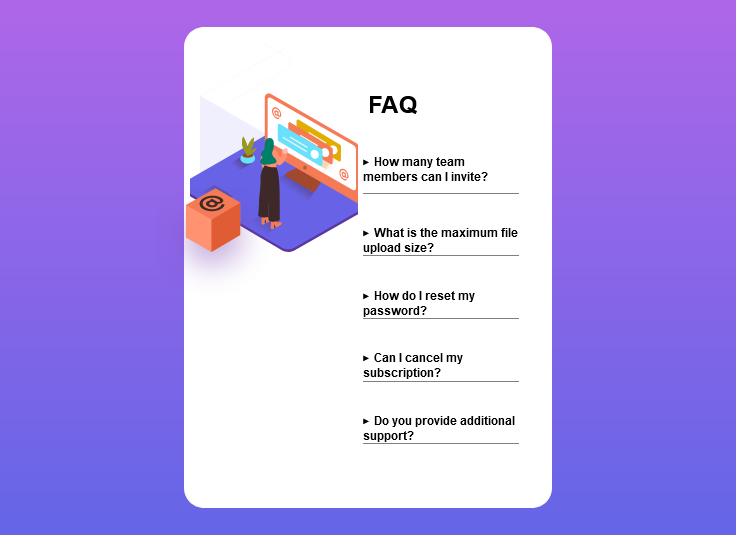 FAQ
▸ How many team
members can I invite?
▸ What is the maximum file
upload size?
▸ How do I reset my
password?
▸ Can I cancel my
subscription?
▸ Do you provide additional
support?
@
@
@